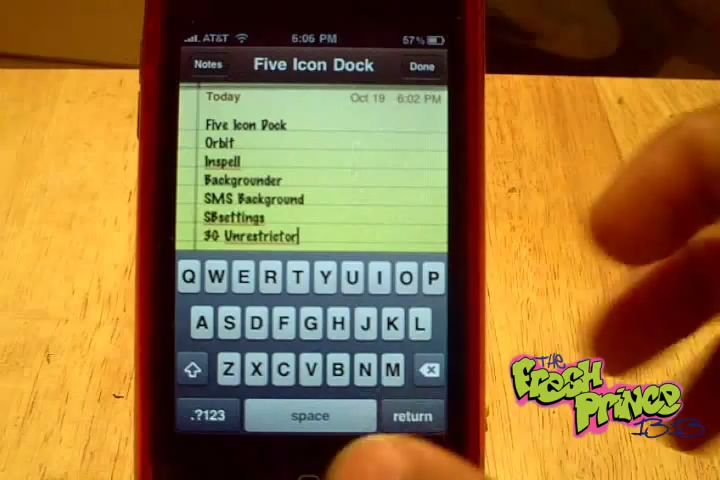 AT&T 6:06 PM 57%
Notes Five Icon Dock Done
Today Oct 19 6:02 PM
Five Icon Dock
Orbit
Inspell
Backgrounder
SMS Background
SBsettings
3G Unrestrictor
Q W E R T Y U I O P
A S D F G H J K L
Z X C V B N M
.?123 space return
THE
Fresh
Prince
1313